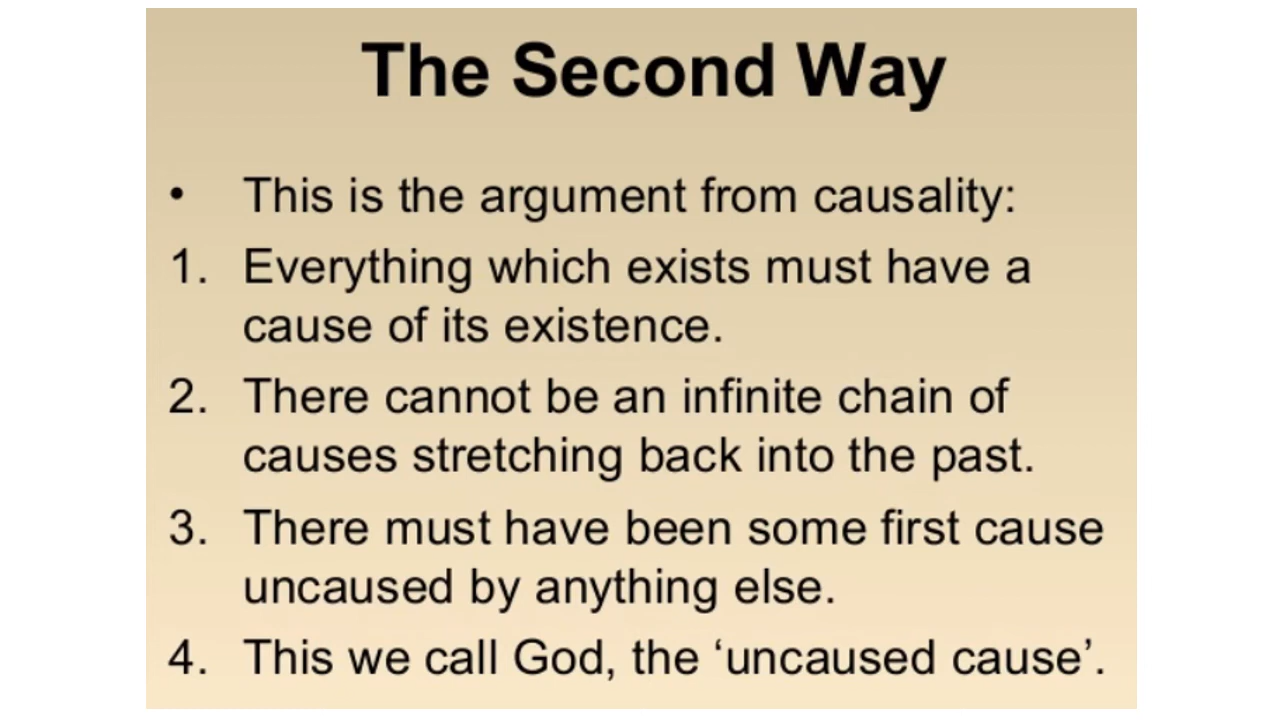 The Second Way
• This is the argument from causality:
1. Everything which exists must have a
cause of its existence.
2. There cannot be an infinite chain of
causes stretching back into the past.
3. There must have been some first cause
uncaused by anything else.
4. This we call God, the ‘uncaused cause’.